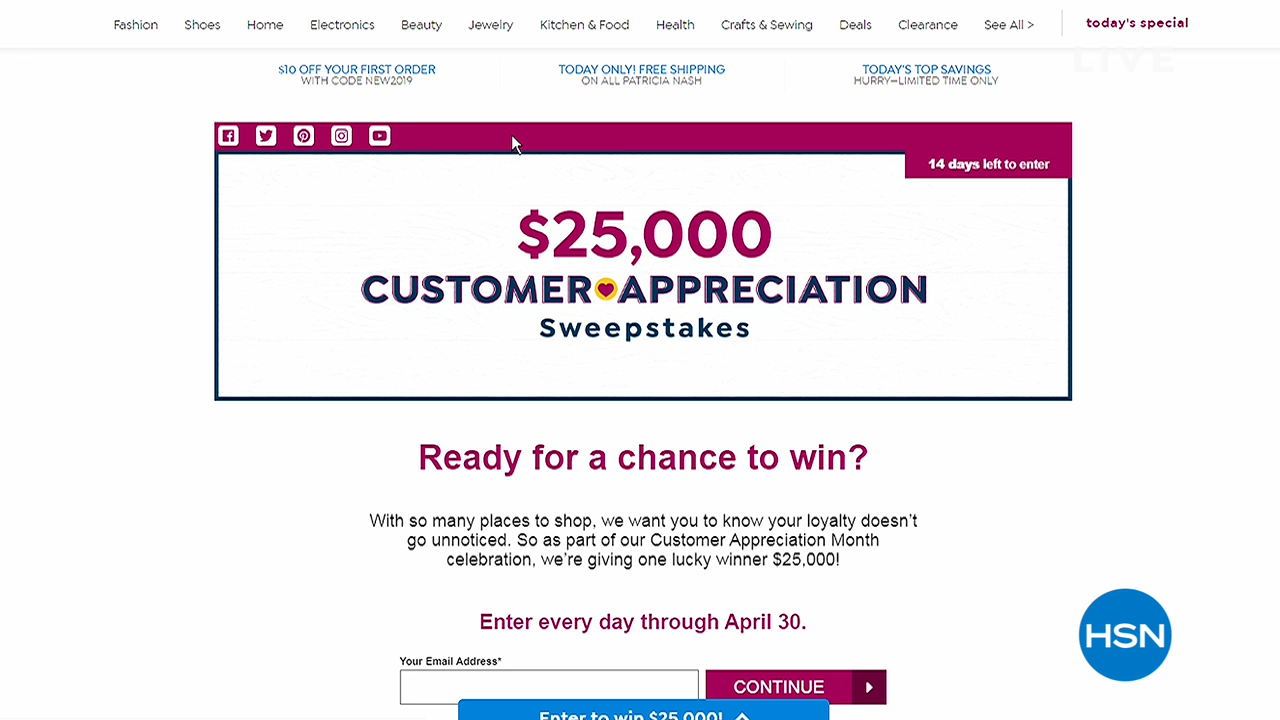 Fashion Shoes Home Electronics Beauty Jewelry Kitchen & Food Health Crafts & Sewing Deals Clearance See All > today's special
LIVE
$10 OFF YOUR FIRST ORDER
WITH CODE NEW2019
TODAY ONLY! FREE SHIPPING
ON ALL PATRICIA NASH
TODAY'S TOP SAVINGS
HURRY—LIMITED TIME ONLY
14 days left to enter
$25,000
CUSTOMER APPRECIATION
Sweepstakes
Ready for a chance to win?
With so many places to shop, we want you to know your loyalty doesn't
go unnoticed. So as part of our Customer Appreciation Month
celebration, we're giving one lucky winner $25,000!
Enter every day through April 30.
Your Email Address*
CONTINUE
HSN
Enter to win $25,000!